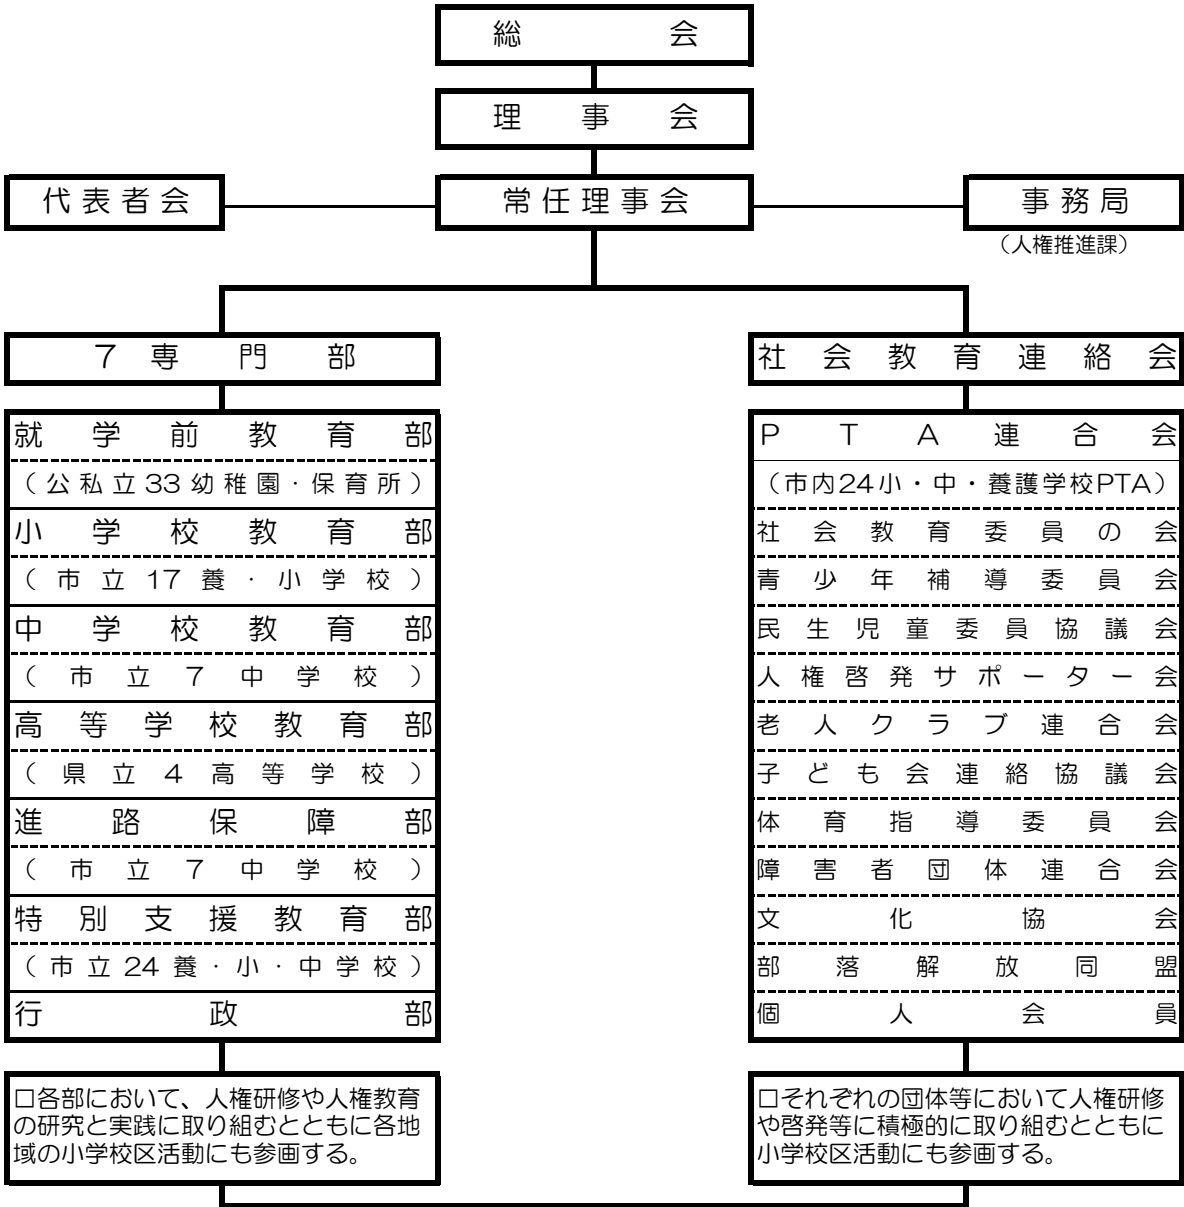 総会
理事会
代表者会
常任理事会
事務局
（人権推進課）
7専門部
就学前教育部
（公私立33幼稚園・保育所）
小学校教育部
（市立17養・小学校）
中学校教育部
（市立7中学校）
高等学校教育部
（県立4高等学校）
進路保障部
（市立7中学校）
特別支援教育部
（市立24養・小・中学校）
行政部
□各部において、人権研修や人権教育
の研究と実践に取り組むとともに各地
域の小学校区活動にも参画する。
社会教育連絡会
PTA連合会
（市内24小・中・養護学校PTA）
社会教育委員の会
青少年補導委員会
民生児童委員協議会
人権啓発サポーター会
老人クラブ連合会
子ども会連絡協議会
体育指導委員会
障害者団体連合会
文化協会
部落解放同盟
個人会員
□それぞれの団体等において人権研修
や啓発等に積極的に取り組むとともに
小学校区活動にも参画する。